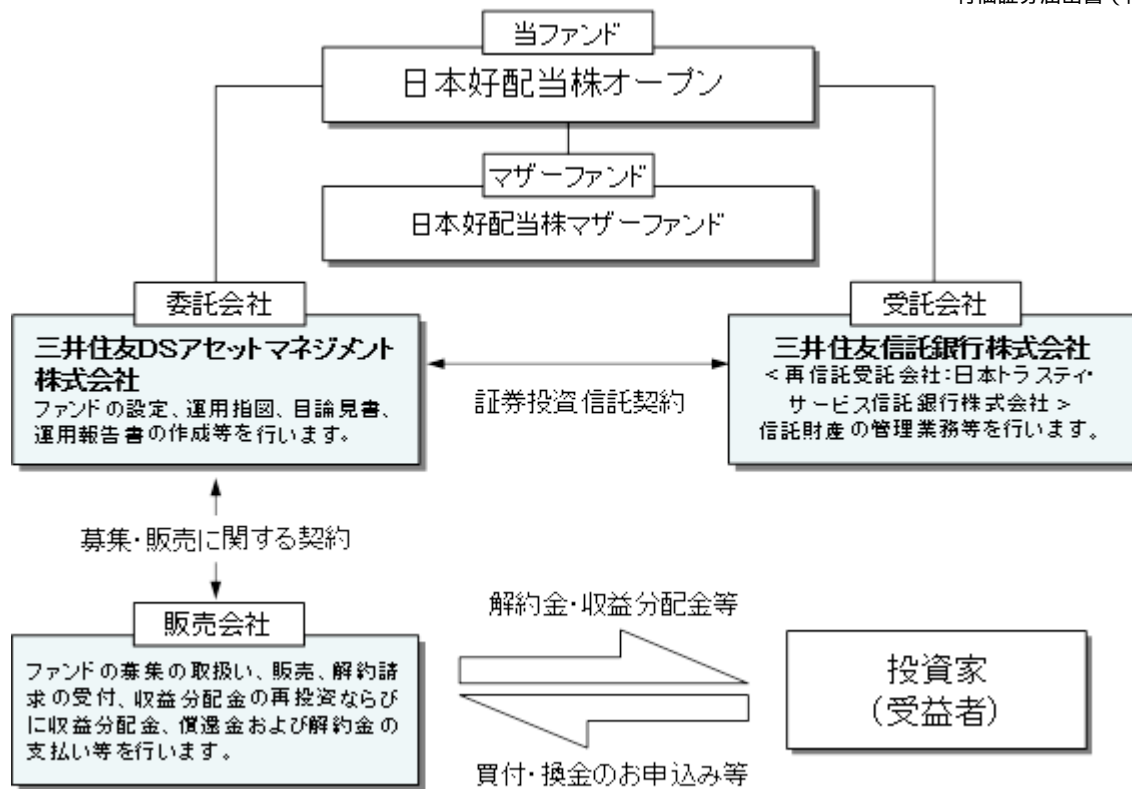 当ファンド
日本好配当株オープン
マザーファンド
日本好配当株マザーファンド
委託会社
三井住友DSアセットマネジメント
株式会社
ファンドの設定、運用指図、目論見書、
運用報告書の作成等を行います。
証券投資信託契約
受託会社
三井住友信託銀行株式会社
<再信託受託会社:日本トラスティ・
サービス信託銀行株式会社>
信託財産の管理業務等を行います。
募集・販売に関する契約
販売会社
ファンドの募集の取扱い、販売、解約請
求の受付、収益分配金の再投資ならび
に収益分配金、償還金および解約金の
支払い等を行います。
解約金・収益分配金等
買付・換金のお申込み等
投資家
(受益者)